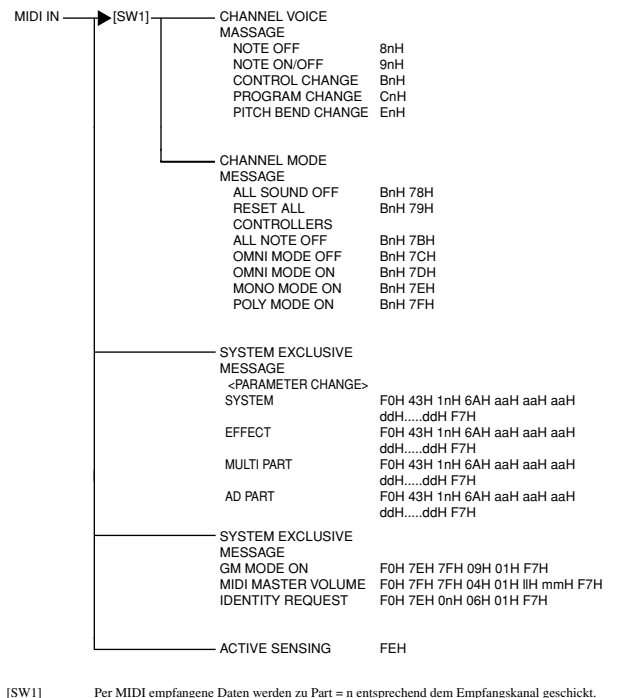 MIDI IN [SW1] CHANNEL VOICE
MASSAGE
NOTE OFF 8nH
NOTE ON/OFF 9nH
CONTROL CHANGE BnH
PROGRAM CHANGE CnH
PITCH BEND CHANGE EnH
CHANNEL MODE
MESSAGE
ALL SOUND OFF BnH 78H
RESET ALL BnH 79H
CONTROLLERS
ALL NOTE OFF BnH 7BH
OMNI MODE OFF BnH 7CH
OMNI MODE ON BnH 7DH
MONO MODE ON BnH 7EH
POLY MODE ON BnH 7FH
SYSTEM EXCLUSIVE
MESSAGE
<PARAMETER CHANGE>
SYSTEM F0H 43H 1nH 6AH aaH aaH aaH
ddH.....ddH F7H
EFFECT F0H 43H 1nH 6AH aaH aaH aaH
ddH.....ddH F7H
MULTI PART F0H 43H 1nH 6AH aaH aaH aaH
ddH.....ddH F7H
AD PART F0H 43H 1nH 6AH aaH aaH aaH
ddH.....ddH F7H
SYSTEM EXCLUSIVE
MESSAGE
GM MODE ON F0H 7EH 7FH 09H 01H F7H
MIDI MASTER VOLUME F0H 7FH 7FH 04H 01H llH mmH F7H
IDENTITY REQUEST F0H 7EH 0nH 06H 01H F7H
ACTIVE SENSING FEH
[SW1] Per MIDI empfangene Daten werden zu Part = n entsprechend dem Empfangskanal geschickt.